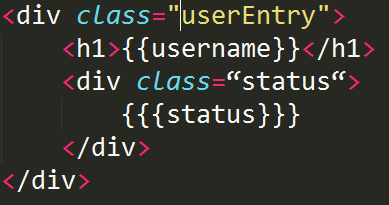 <div class="userEntry">
<h1>{{username}}</h1>
<div class=“status“>
{{{status}}}
</div>
</div>